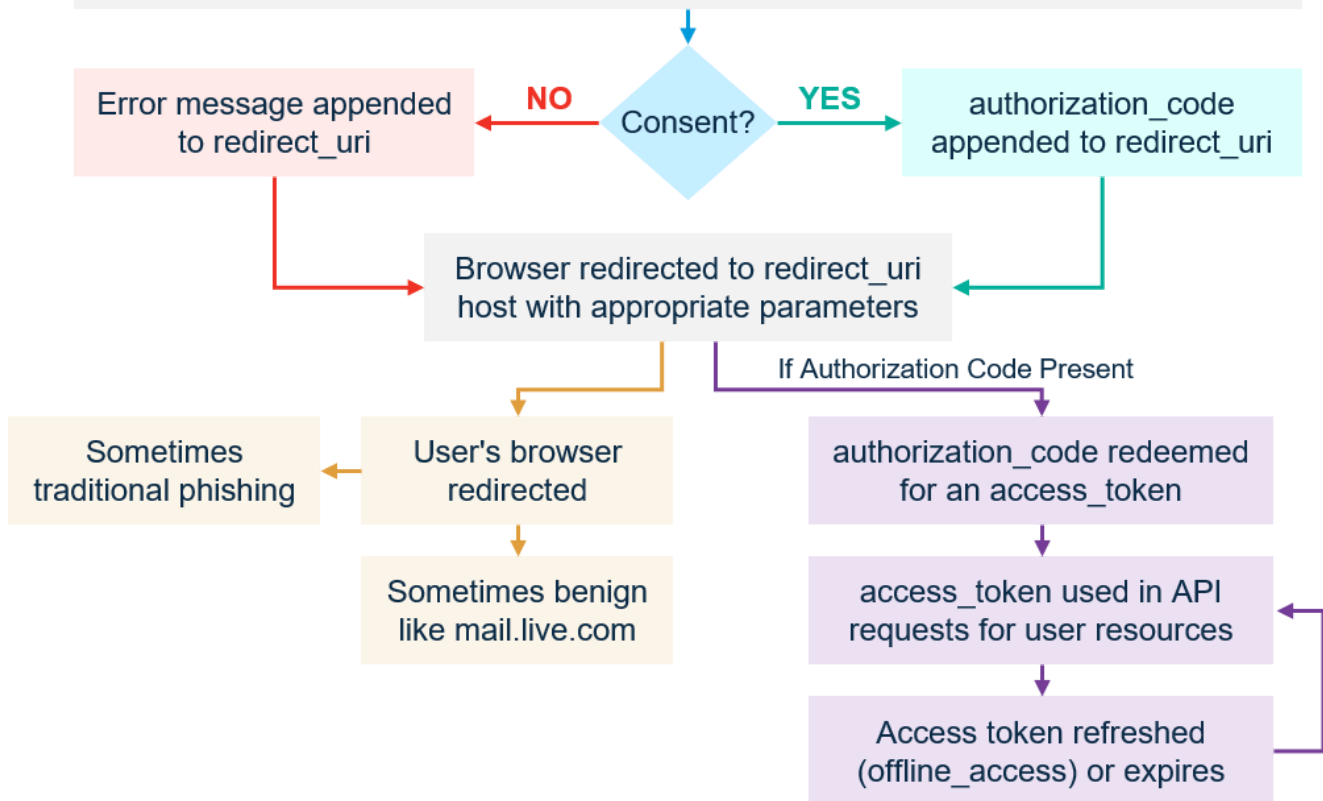 NO
YES
Error message appended
to redirect_uri
Consent?
authorization_code
appended to redirect_uri
Browser redirected to redirect_uri
host with appropriate parameters
If Authorization Code Present
Sometimes
traditional phishing
User's browser
redirected
authorization_code redeemed
for an access_token
Sometimes benign
like mail.live.com
access_token used in API
requests for user resources
Access token refreshed
(offline_access) or expires